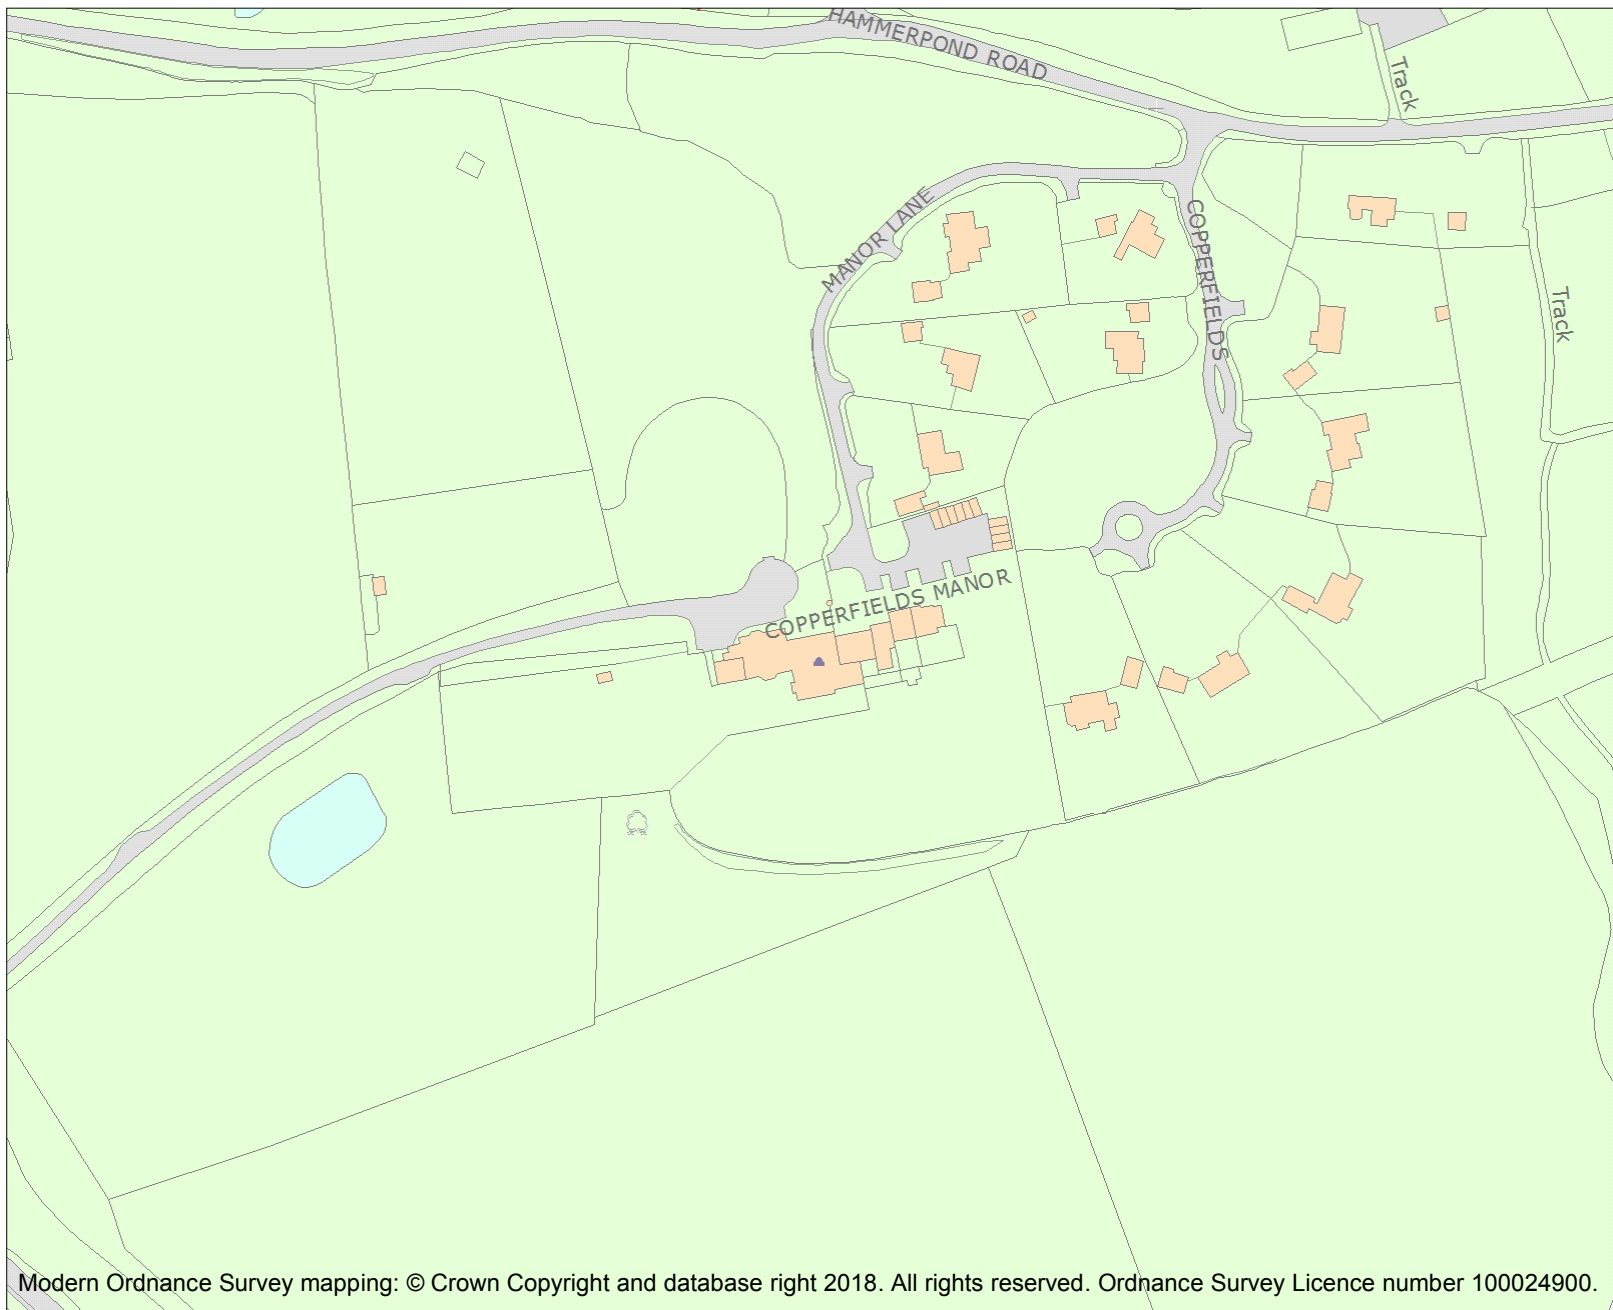 HAMMERPOND ROAD
Track
MANOR LANE
COPPERFIELDS
Track
COPPERFIELDS MANOR
Modern Ordnance Survey mapping: © Crown Copyright and database right 2018. All rights reserved. Ordnance Survey Licence number 100024900.